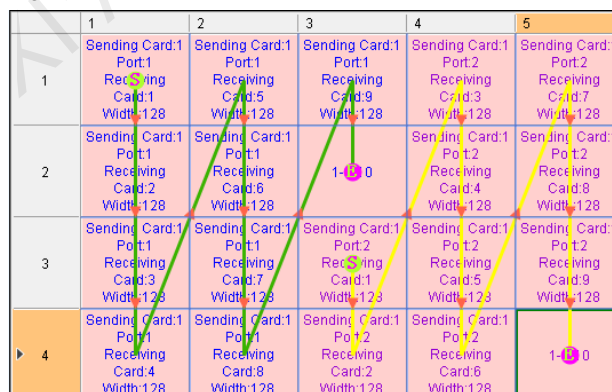 1 2 3 4 5
1
Sending Card:1
Port:1
Receiving
Card:1
Width:128
S
Sending Card:1
Port:1
Receiving
Card:5
Width:128
Sending Card:1
Port:1
Receiving
Card:9
Width:128
Sending Card:1
Port:2
Receiving
Card:3
Width:128
Sending Card:1
Port:2
Receiving
Card:7
Width:128
2
Sending Card:1
Port:1
Receiving
Card:2
Width:128
Sending Card:1
Port:1
Receiving
Card:6
Width:128
1-E 0
Sending Card:1
Port:2
Receiving
Card:4
Width:128
Sending Card:1
Port:2
Receiving
Card:8
Width:128
3
Sending Card:1
Port:1
Receiving
Card:3
Width:128
Sending Card:1
Port:1
Receiving
Card:7
Width:128
Sending Card:1
Port:2
Receiving
Card:1
Width:128
S
Sending Card:1
Port:2
Receiving
Card:5
Width:128
Sending Card:1
Port:2
Receiving
Card:9
Width:128
4
Sending Card:1
Port:1
Receiving
Card:4
Width:128
Sending Card:1
Port:1
Receiving
Card:8
Width:128
Sending Card:1
Port:2
Receiving
Card:2
Width:128
Sending Card:1
Port:2
Receiving
Card:6
Width:128
1-E 0